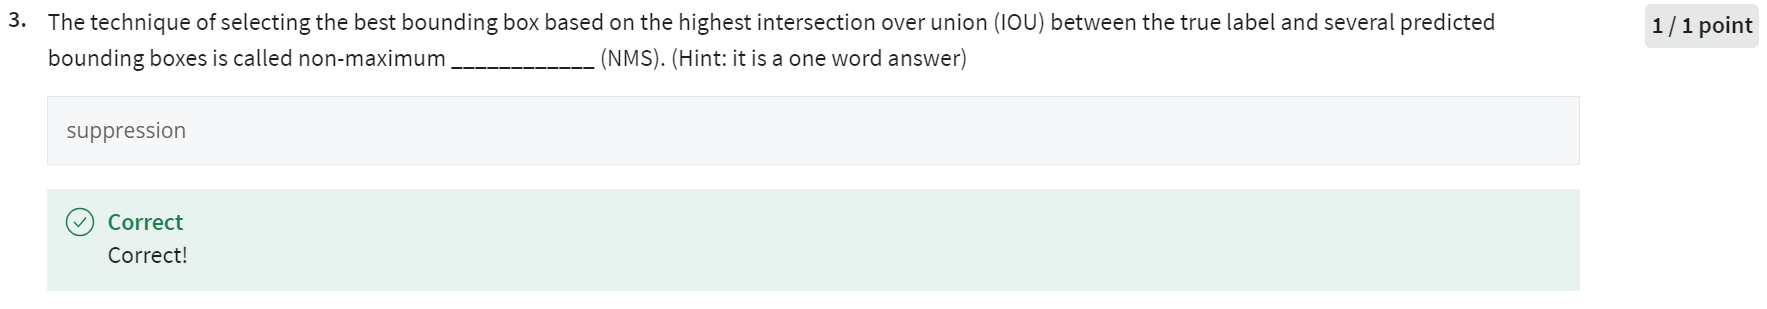 3. The technique of selecting the best bounding box based on the highest intersection over union (IOU) between the true label and several predicted
1 / 1 point
bounding boxes is called non-maximum ____________ (NMS). (Hint: it is a one word answer)
suppression
Correct
Correct!